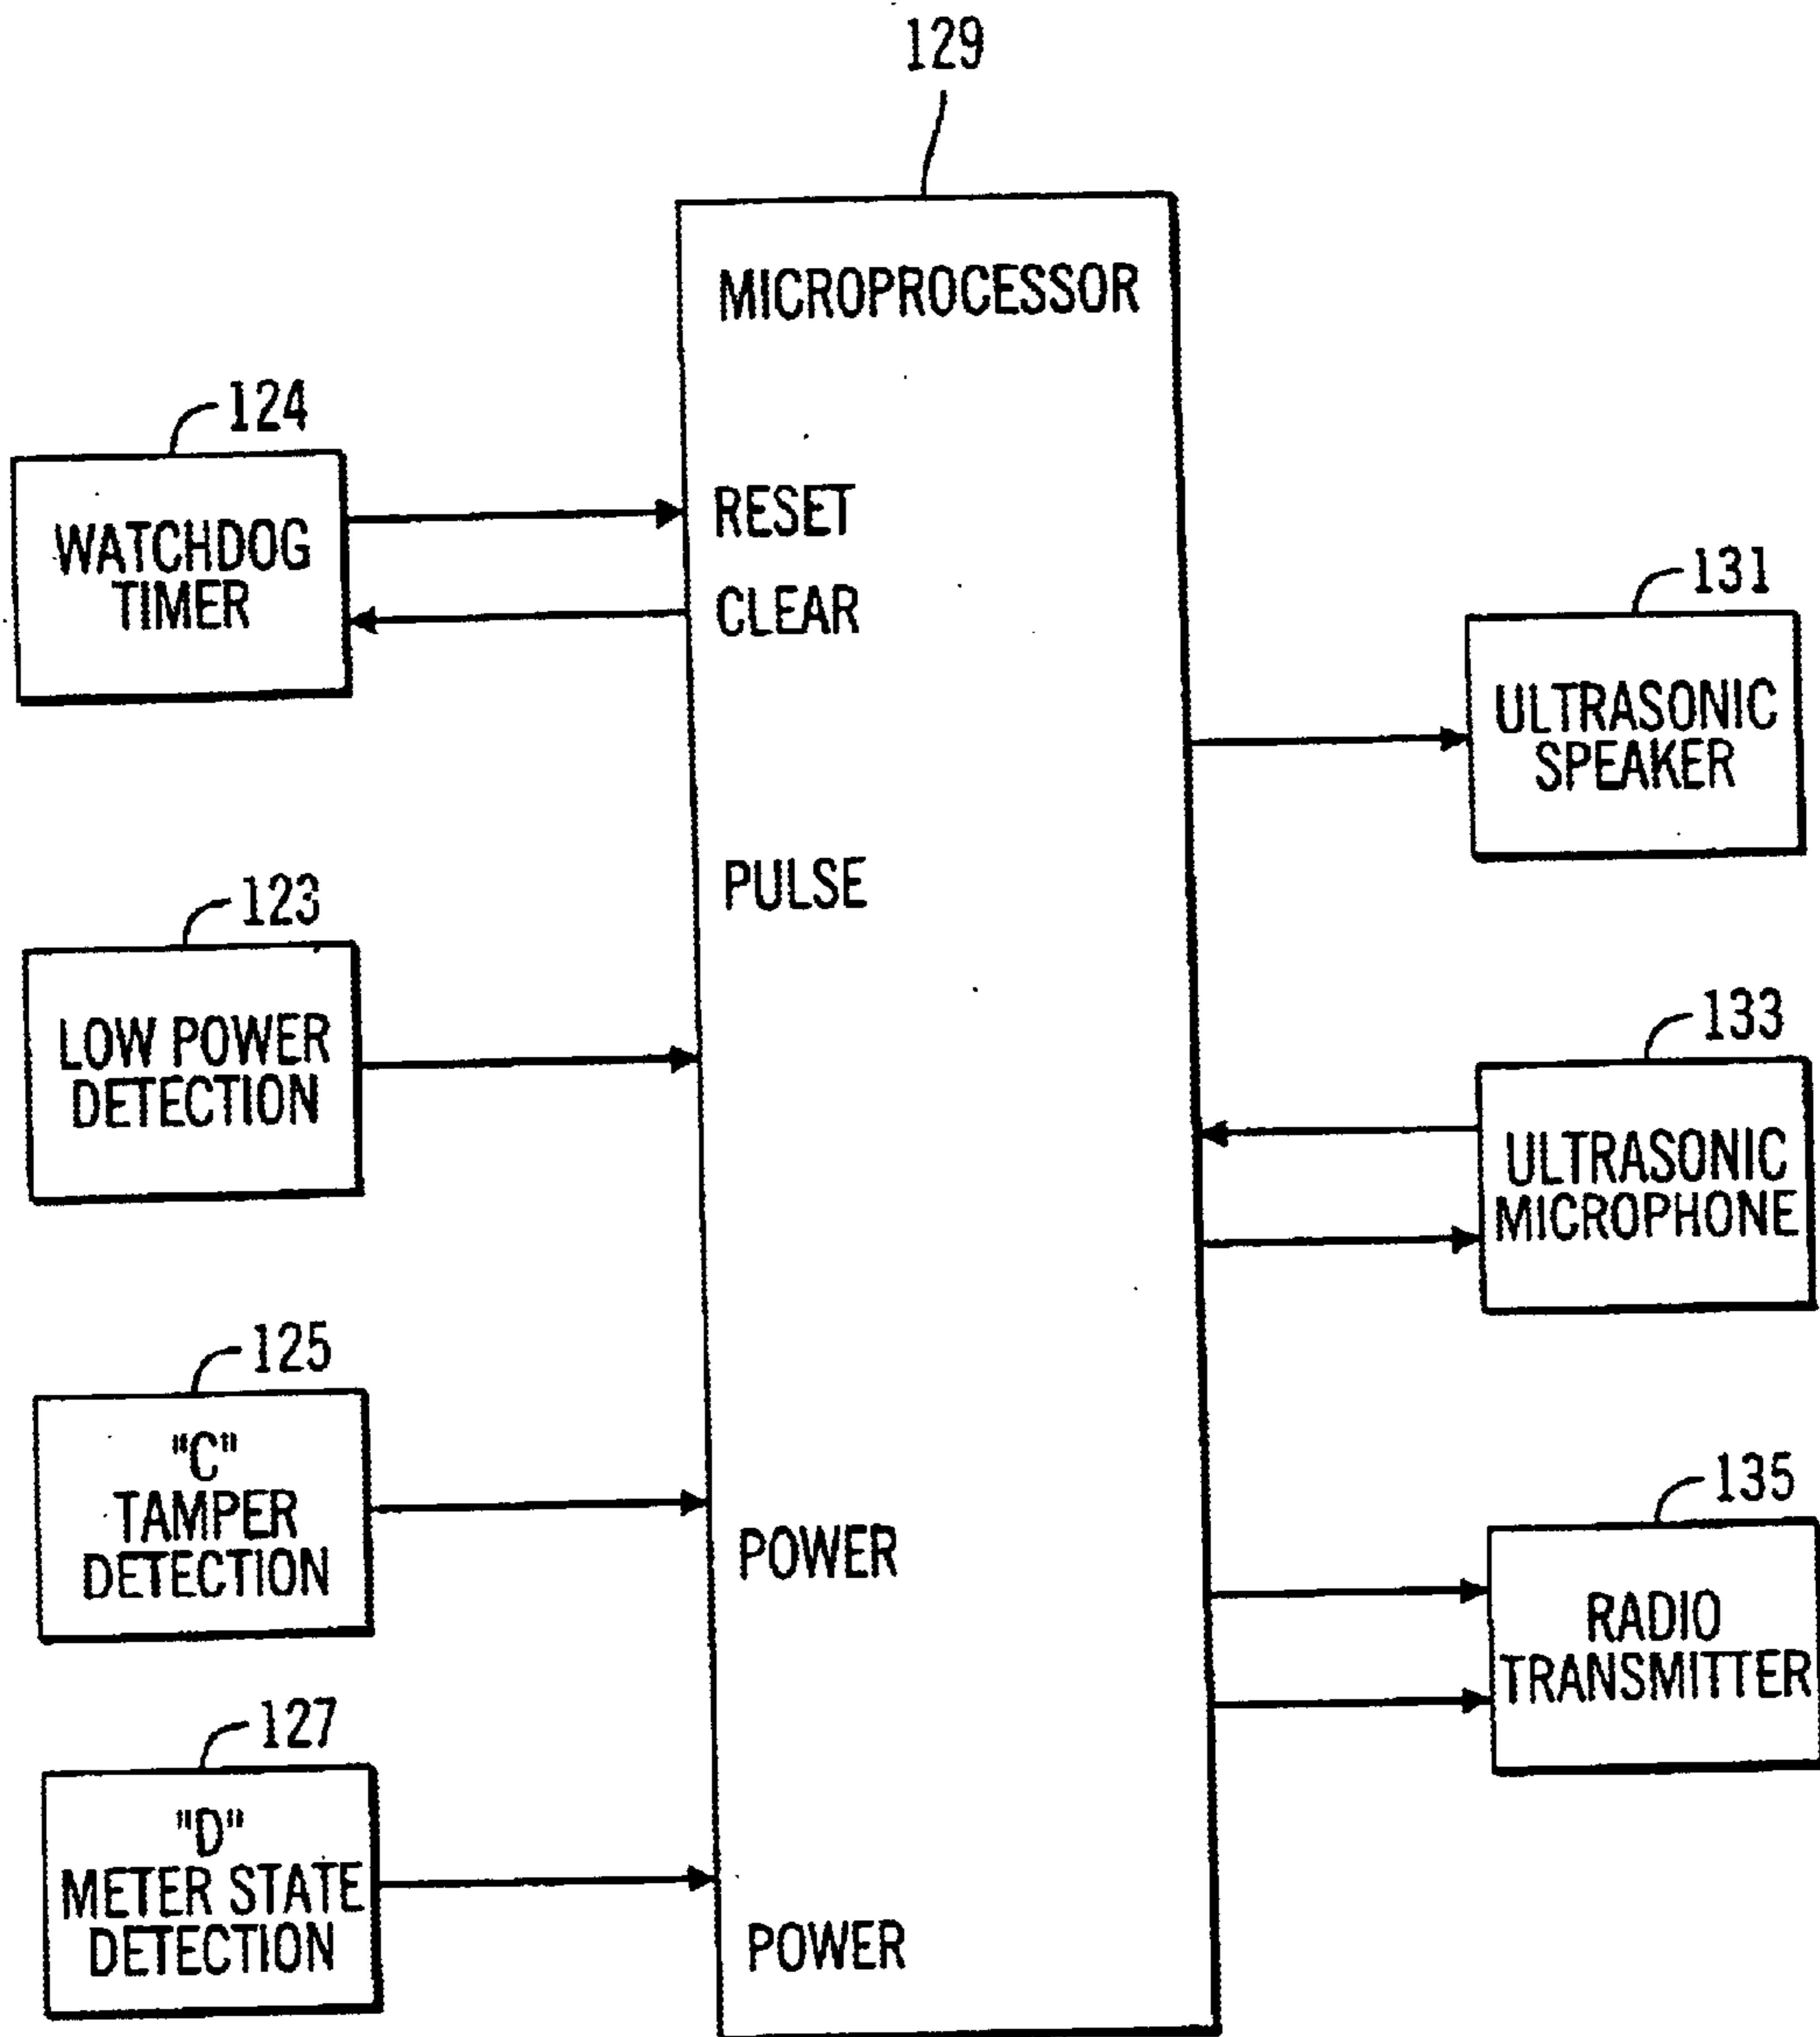 129
MICROPROCESSOR
124
WATCHDOG
TIMER
RESET
CLEAR
131
ULTRASONIC
SPEAKER
PULSE
123
LOW POWER
DETECTION
133
ULTRASONIC
MICROPHONE
125
"C"
TAMPER
DETECTION
POWER
135
RADIO
TRANSMITTER
127
"D"
METER STATE
DETECTION
POWER